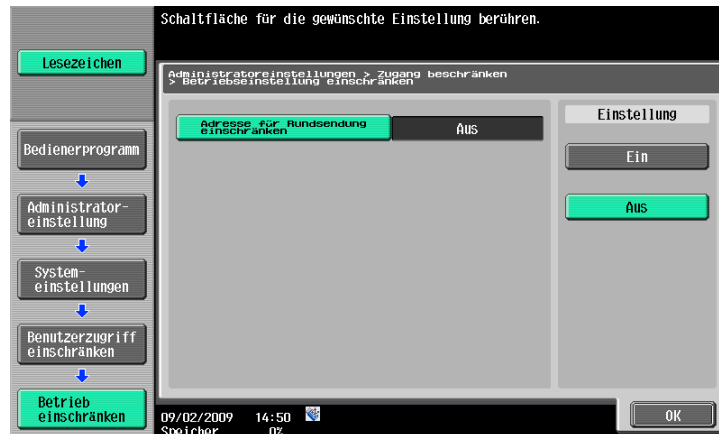 Schaltfläche für die gewünschte Einstellung berühren.
Lesezeichen
Administratoreinstellungen > Zugang beschränken
> Betriebseinstellung einschränken
Adresse für Rundsendung
einschränken
Aus
Einstellung
Ein
Aus
Bedienerprogramm
Administrator-
einstellung
System-
einstellungen
Benutzerzugriff
einschränken
Betrieb
einschränken
09/02/2009 14:50
Speicher 0%
OK